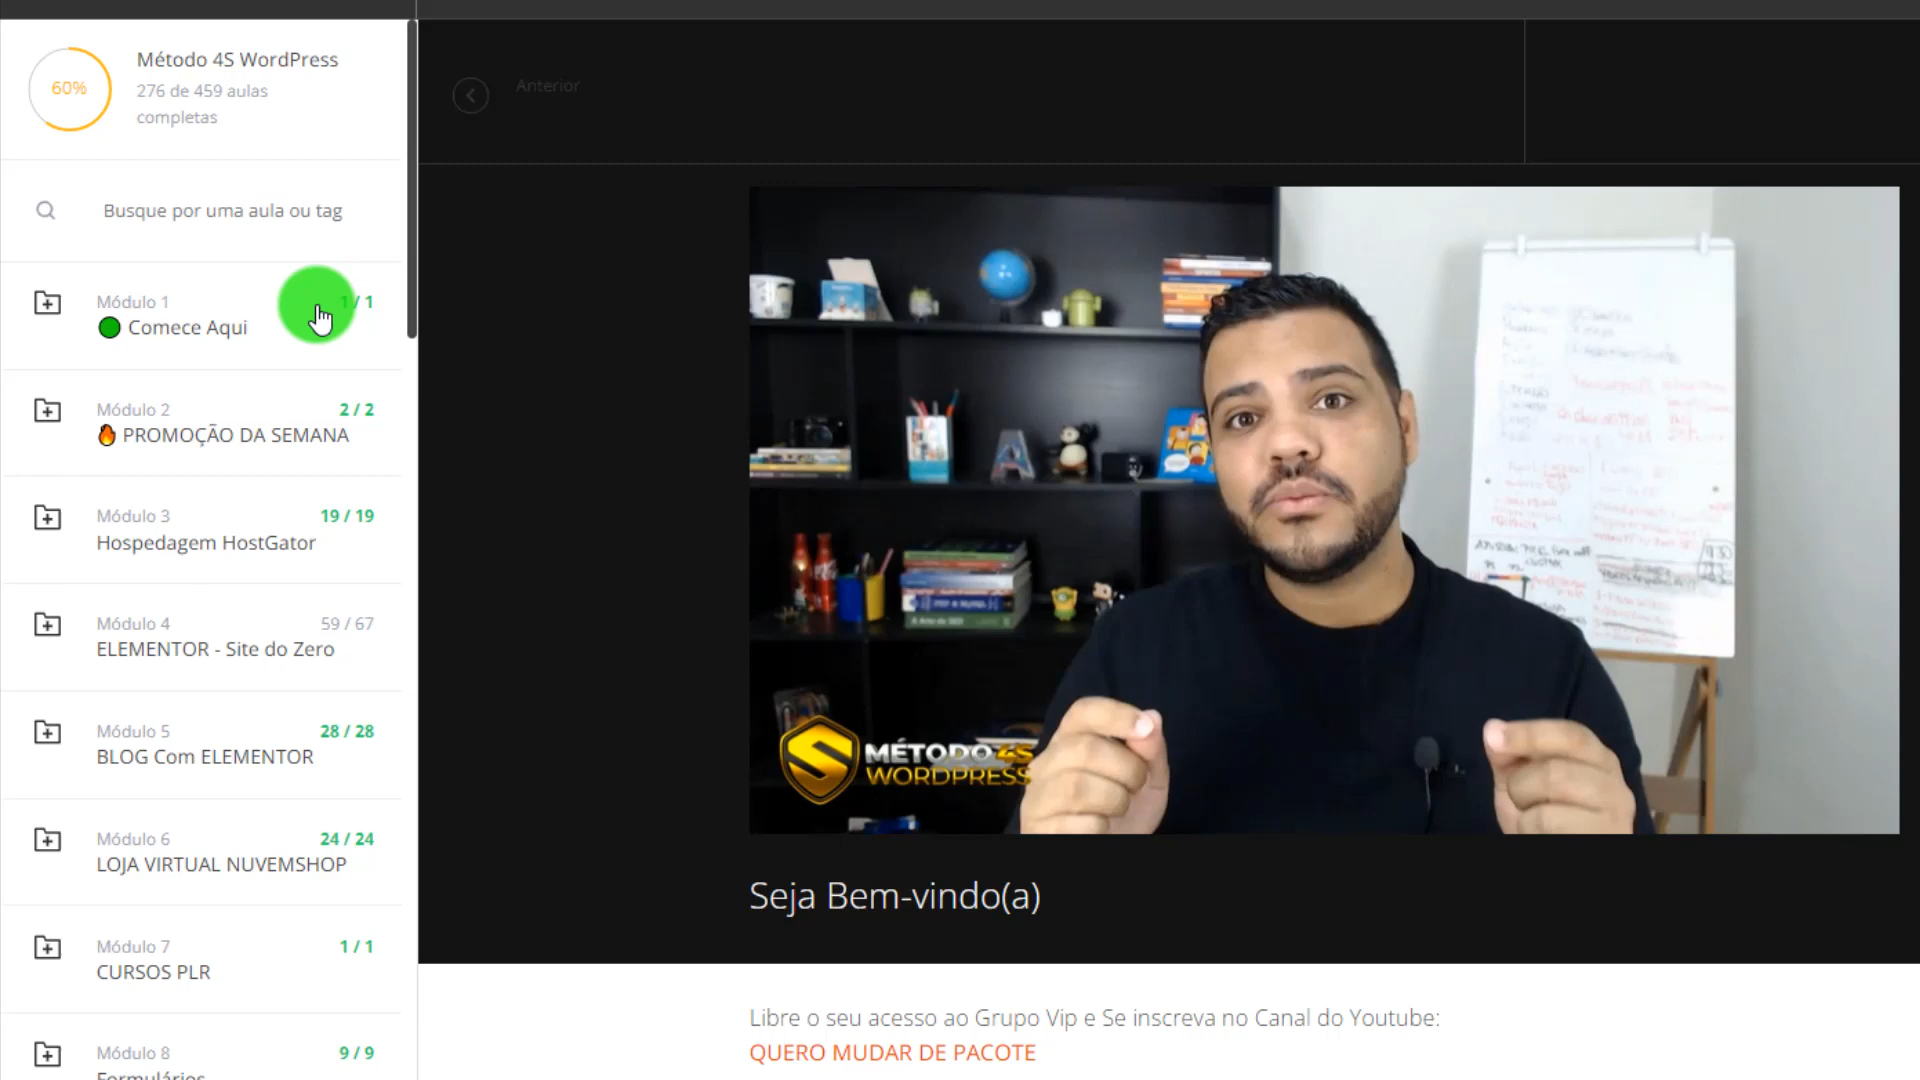 60%
Método 4S WordPress
276 de 459 aulas
completas
Busque por uma aula ou tag
Módulo 1
1 / 1
Comece Aqui
Módulo 2
2 / 2
PROMOÇÃO DA SEMANA
Módulo 3
19 / 19
Hospedagem HostGator
Módulo 4
59 / 67
ELEMENTOR - Site do Zero
Módulo 5
28 / 28
BLOG Com ELEMENTOR
Módulo 6
24 / 24
LOJA VIRTUAL NUVEMSHOP
Módulo 7
1 / 1
CURSOS PLR
Módulo 8
9 / 9
Formulários
Anterior
MÉTODO 4S
WORDPRESS
Seja Bem-vindo(a)
Libre o seu acesso ao Grupo Vip e Se inscreva no Canal do Youtube:
QUERO MUDAR DE PACOTE